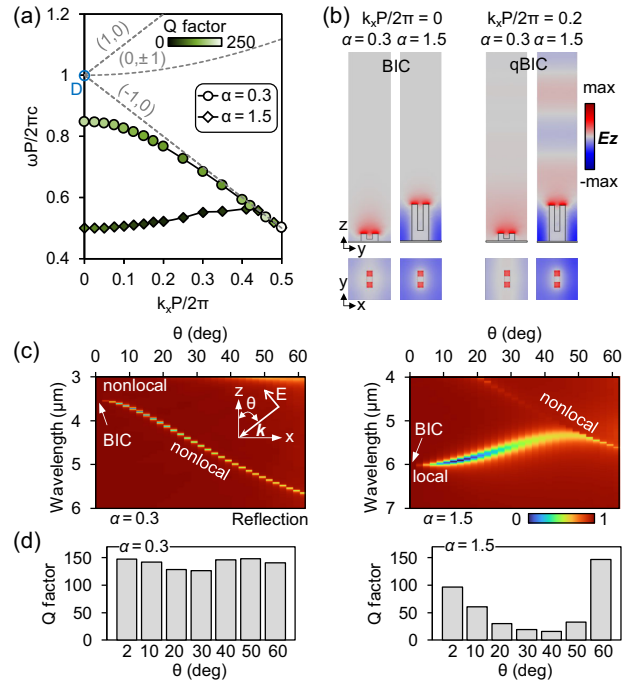 (a)
Q factor
0 250
(1,0)
(0,±1)
(-1,0)
D
α = 0.3
α = 1.5
ωP/2πc
1.2
1
0.8
0.6
0.4
0 0.1 0.2 0.3 0.4 0.5
kxP/2π
(b)
kxP/2π = 0 kxP/2π = 0.2
α = 0.3 α = 1.5 α = 0.3 α = 1.5
BIC qBIC
max
Ez
-max
z
y
y
x
(c)
θ (deg)
0 10 20 30 40 50 60
Wavelength (μm)
3
4
5
6
nonlocal
BIC
nonlocal
z
θ
E
k
x
α = 0.3 Reflection
θ (deg)
0 10 20 30 40 50 60
Wavelength (μm)
4
5
6
7
nonlocal
BIC
local
α = 1.5 0 1
(d)
α = 0.3
Q factor
150
100
50
0
2 10 20 30 40 50 60
θ (deg)
α = 1.5
Q factor
150
100
50
0
2 10 20 30 40 50 60
θ (deg)